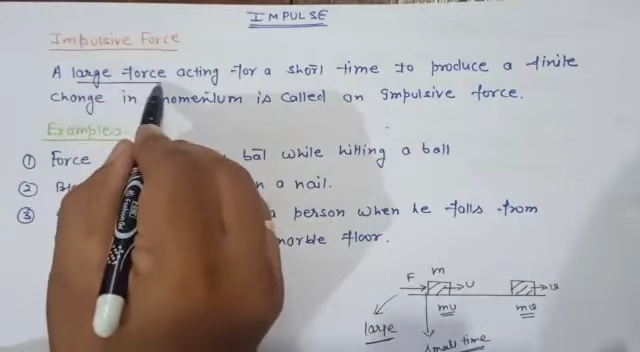 IMPULSE
Impulsive Force
A large force acting for a short time to produce a finite
change in momentum is called an impulsive force.
Examples.
① Force bat while hitting a ball
② n a nail.
③ a person when he falls from
marble floor.
m
F U v
mu mv
large
small time